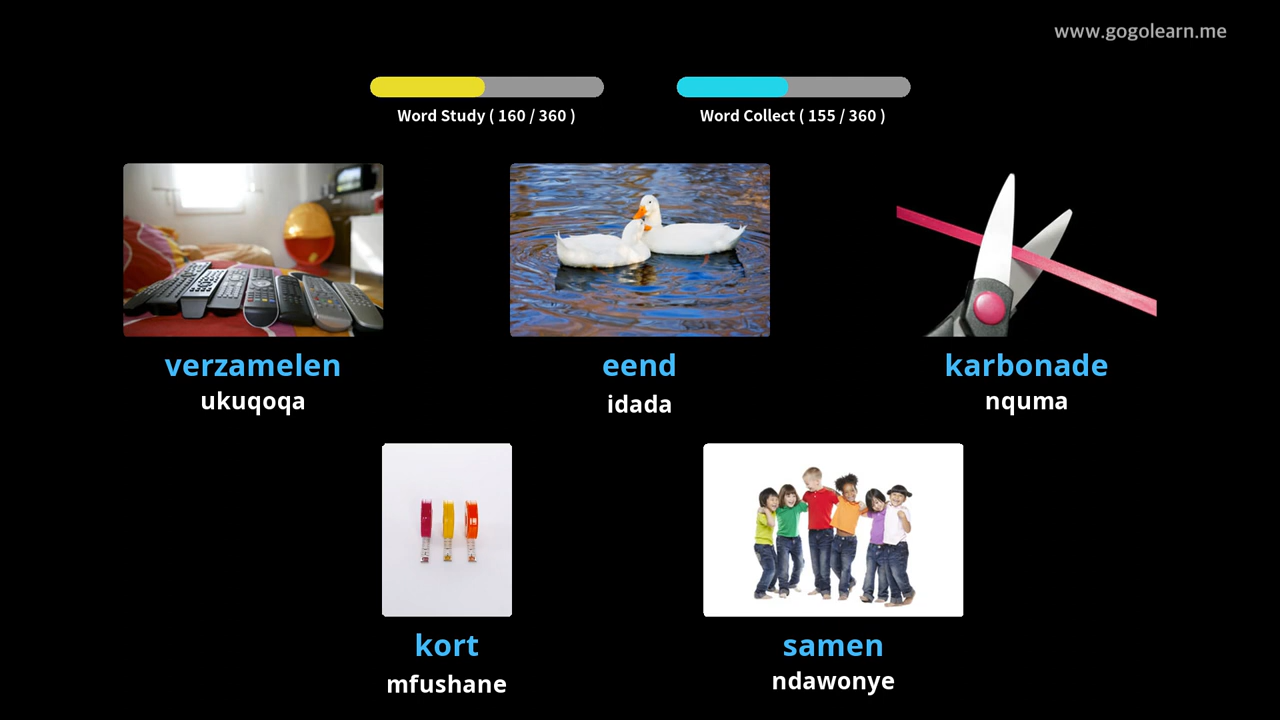 www.gogolearn.me
Word Study ( 160 / 360 )
Word Collect ( 155 / 360 )
verzamelen
ukuqoqa
eend
idada
karbonade
nquma
kort
mfushane
samen
ndawonye